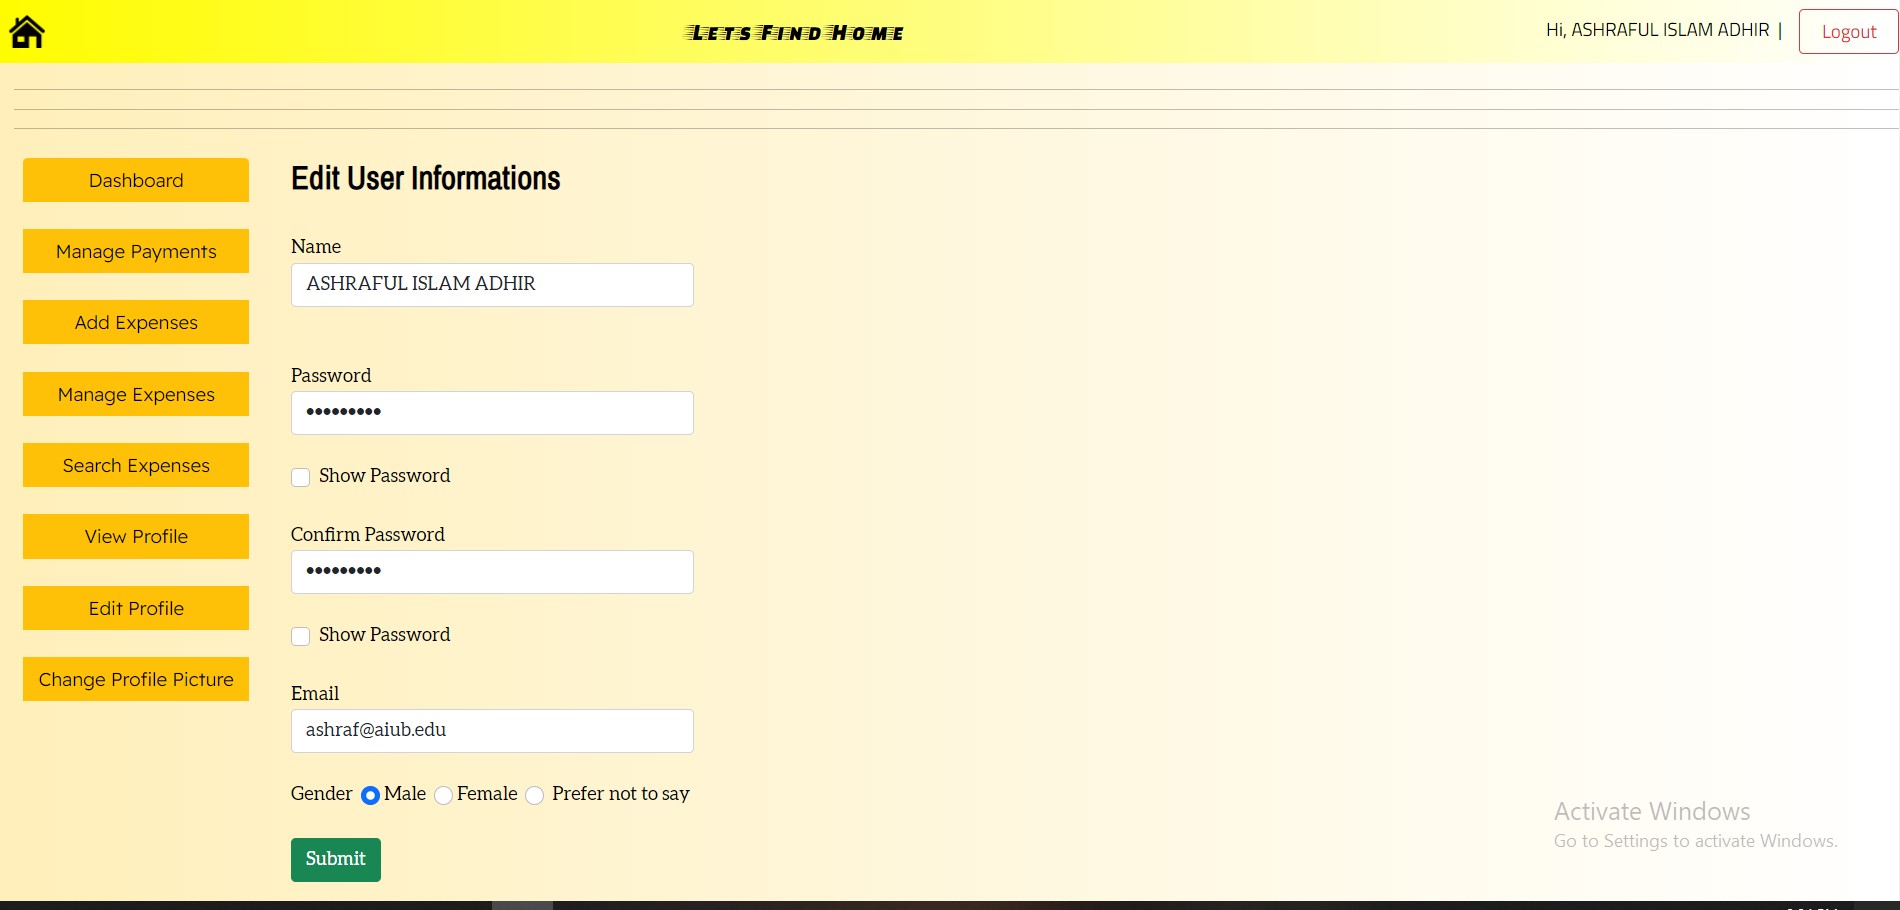 LETS FIND HOME
Hi, ASHRAFUL ISLAM ADHIR |
Logout
Dashboard
Manage Payments
Add Expenses
Manage Expenses
Search Expenses
View Profile
Edit Profile
Change Profile Picture
Edit User Informations
Name
ASHRAFUL ISLAM ADHIR
Password
•••••••••
Show Password
Confirm Password
•••••••••
Show Password
Email
ashraf@aiub.edu
Gender Male Female Prefer not to say
Submit
Activate Windows
Go to Settings to activate Windows.